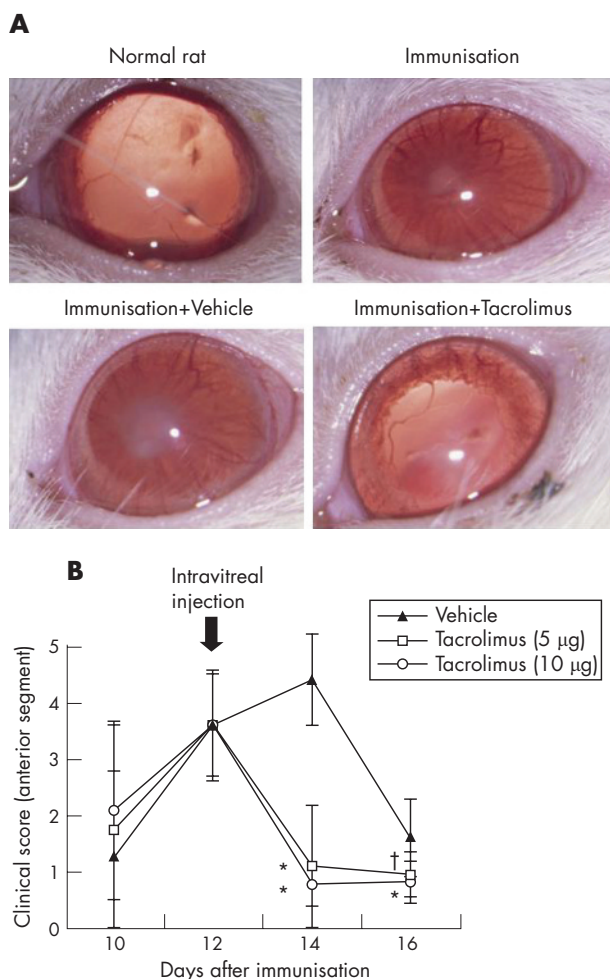 A
Normal rat
Immunisation
Immunisation+Vehicle
Immunisation+Tacrolimus
B
Intravitreal
injection
Vehicle
Tacrolimus (5 µg)
Tacrolimus (10 µg)
Clinical score (anterior segment)
5
4
3
2
1
0
*
*
†
*
10
12
14
16
Days after immunisation